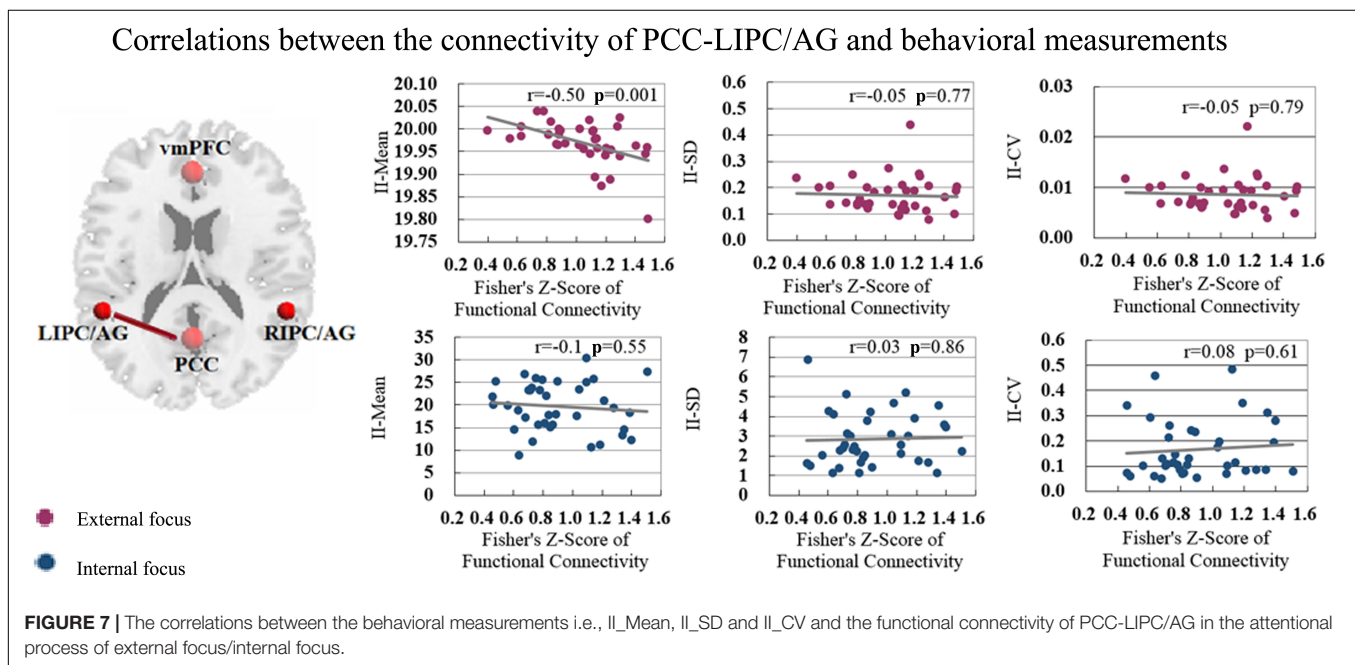 Correlations between the connectivity of PCC-LIPC/AG and behavioral measurements
vmPFC
LIPC/AG
RIPC/AG
PCC
External focus
Internal focus
II-Mean
20.10
20.05
20.00
19.95
19.90
19.85
19.80
19.75
r=-0.50 p=0.001
0.2 0.4 0.6 0.8 1.0 1.2 1.4 1.6
Fisher's Z-Score of
Functional Connectivity
II-SD
0.6
0.5
0.4
0.3
0.2
0.1
0.0
r=-0.05 p=0.77
0.2 0.4 0.6 0.8 1.0 1.2 1.4 1.6
Fisher's Z-Score of
Functional Connectivity
II-CV
0.03
0.02
0.01
0.00
r=-0.05 p=0.79
0.2 0.4 0.6 0.8 1.0 1.2 1.4 1.6
Fisher's Z-Score of
Functional Connectivity
II-Mean
35
30
25
20
15
10
5
0
r=-0.1 p=0.55
0.2 0.4 0.6 0.8 1.0 1.2 1.4 1.6
Fisher's Z-Score of
Functional Connectivity
II-SD
8
7
6
5
4
3
2
1
0
r=0.03 p=0.86
0.2 0.4 0.6 0.8 1.0 1.2 1.4 1.6
Fisher's Z-Score of
Functional Connectivity
II-CV
0.6
0.5
0.4
0.3
0.2
0.1
0.0
r=0.08 p=0.61
0.2 0.4 0.6 0.8 1.0 1.2 1.4 1.6
Fisher's Z-Score of
Functional Connectivity
FIGURE 7 | The correlations between the behavioral measurements i.e., II_Mean, II_SD and II_CV and the functional connectivity of PCC-LIPC/AG in the attentional
process of external focus/internal focus.